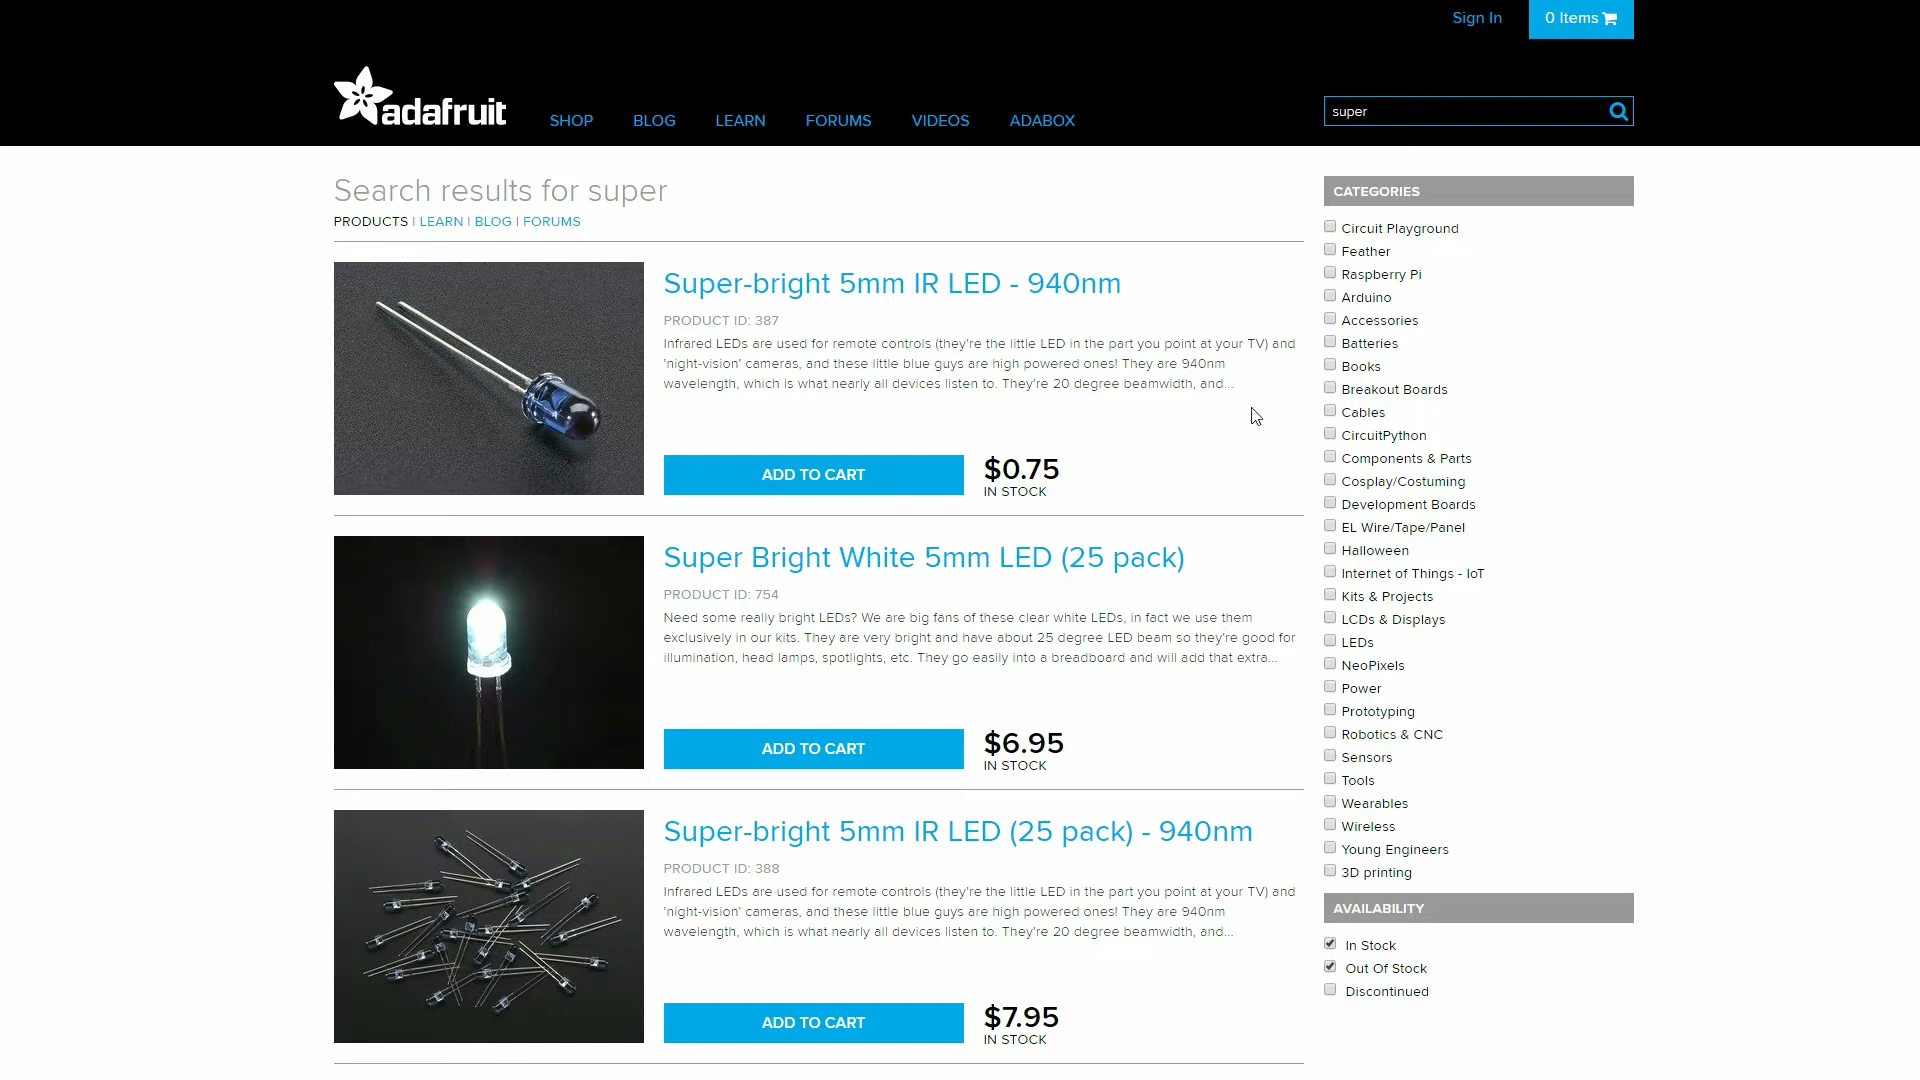 Sign In
0 Items
adafruit
SHOP BLOG LEARN FORUMS VIDEOS ADABOX
super
Search results for super
PRODUCTS | LEARN | BLOG | FORUMS
Super-bright 5mm IR LED - 940nm
PRODUCT ID: 387
Infrared LEDs are used for remote controls (they're the little LED in the part you point at your TV) and
'night-vision' cameras, and these little blue guys are high powered ones! They are 940nm
wavelength, which is what nearly all devices listen to. They're 20 degree beamwidth, and...
ADD TO CART
$0.75
IN STOCK
Super Bright White 5mm LED (25 pack)
PRODUCT ID: 754
Need some really bright LEDs? We are big fans of these clear white LEDs, in fact we use them
exclusively in our kits. They are very bright and have about 25 degree LED beam so they're good for
illumination, head lamps, spotlights, etc. They go easily into a breadboard and will add that extra...
ADD TO CART
$6.95
IN STOCK
Super-bright 5mm IR LED (25 pack) - 940nm
PRODUCT ID: 388
Infrared LEDs are used for remote controls (they're the little LED in the part you point at your TV) and
'night-vision' cameras, and these little blue guys are high powered ones! They are 940nm
wavelength, which is what nearly all devices listen to. They're 20 degree beamwidth, and...
ADD TO CART
$7.95
IN STOCK
CATEGORIES
Circuit Playground
Feather
Raspberry Pi
Arduino
Accessories
Batteries
Books
Breakout Boards
Cables
CircuitPython
Components & Parts
Cosplay/Costuming
Development Boards
EL Wire/Tape/Panel
Halloween
Internet of Things - IoT
Kits & Projects
LCDs & Displays
LEDs
NeoPixels
Power
Prototyping
Robotics & CNC
Sensors
Tools
Wearables
Wireless
Young Engineers
3D printing
AVAILABILITY
In Stock
Out Of Stock
Discontinued